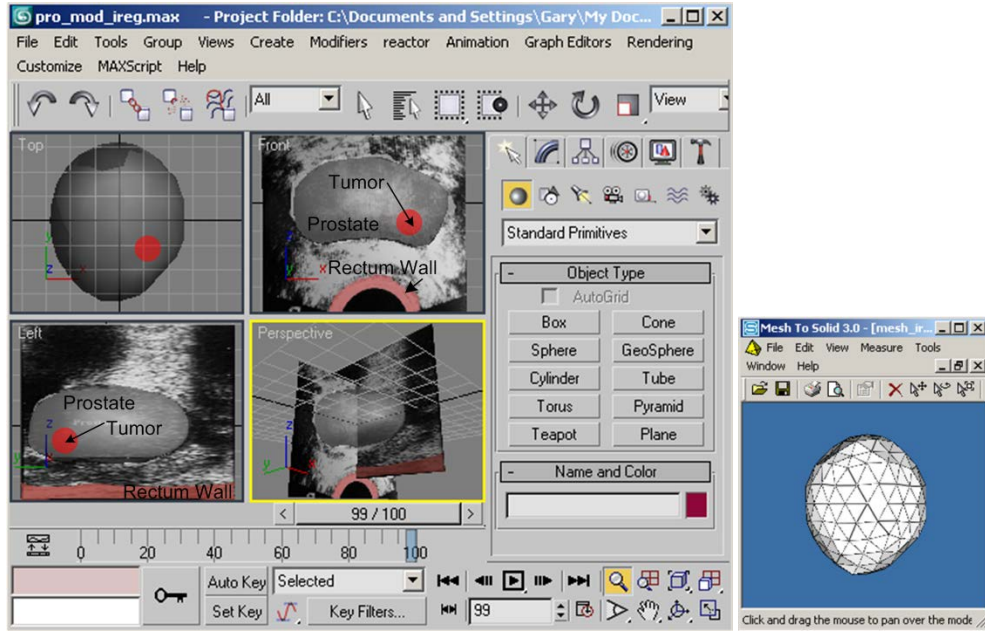 pro_mod_ireg.max - Project Folder: C:\Documents and Settings\Gary\My Doc...
File Edit Tools Group Views Create Modifiers reactor Animation Graph Editors Rendering
Customize MAXScript Help
All
View
Top
Front
Tumor
Prostate
Rectum Wall
z
y
x
z
y
x
Left
Prostate
Tumor
Rectum Wall
z
y
Perspective
z
y
x
Standard Primitives
- Object Type
AutoGrid
Box Cone
Sphere GeoSphere
Cylinder Tube
Torus Pyramid
Teapot Plane
- Name and Color
< 99 / 100 >
0 20 40 60 80 100
Auto Key Selected
Set Key Key Filters... 99
Mesh To Solid 3.0 - [mesh_ir...
File Edit View Measure Tools
Window Help
Click and drag the mouse to pan over the mode